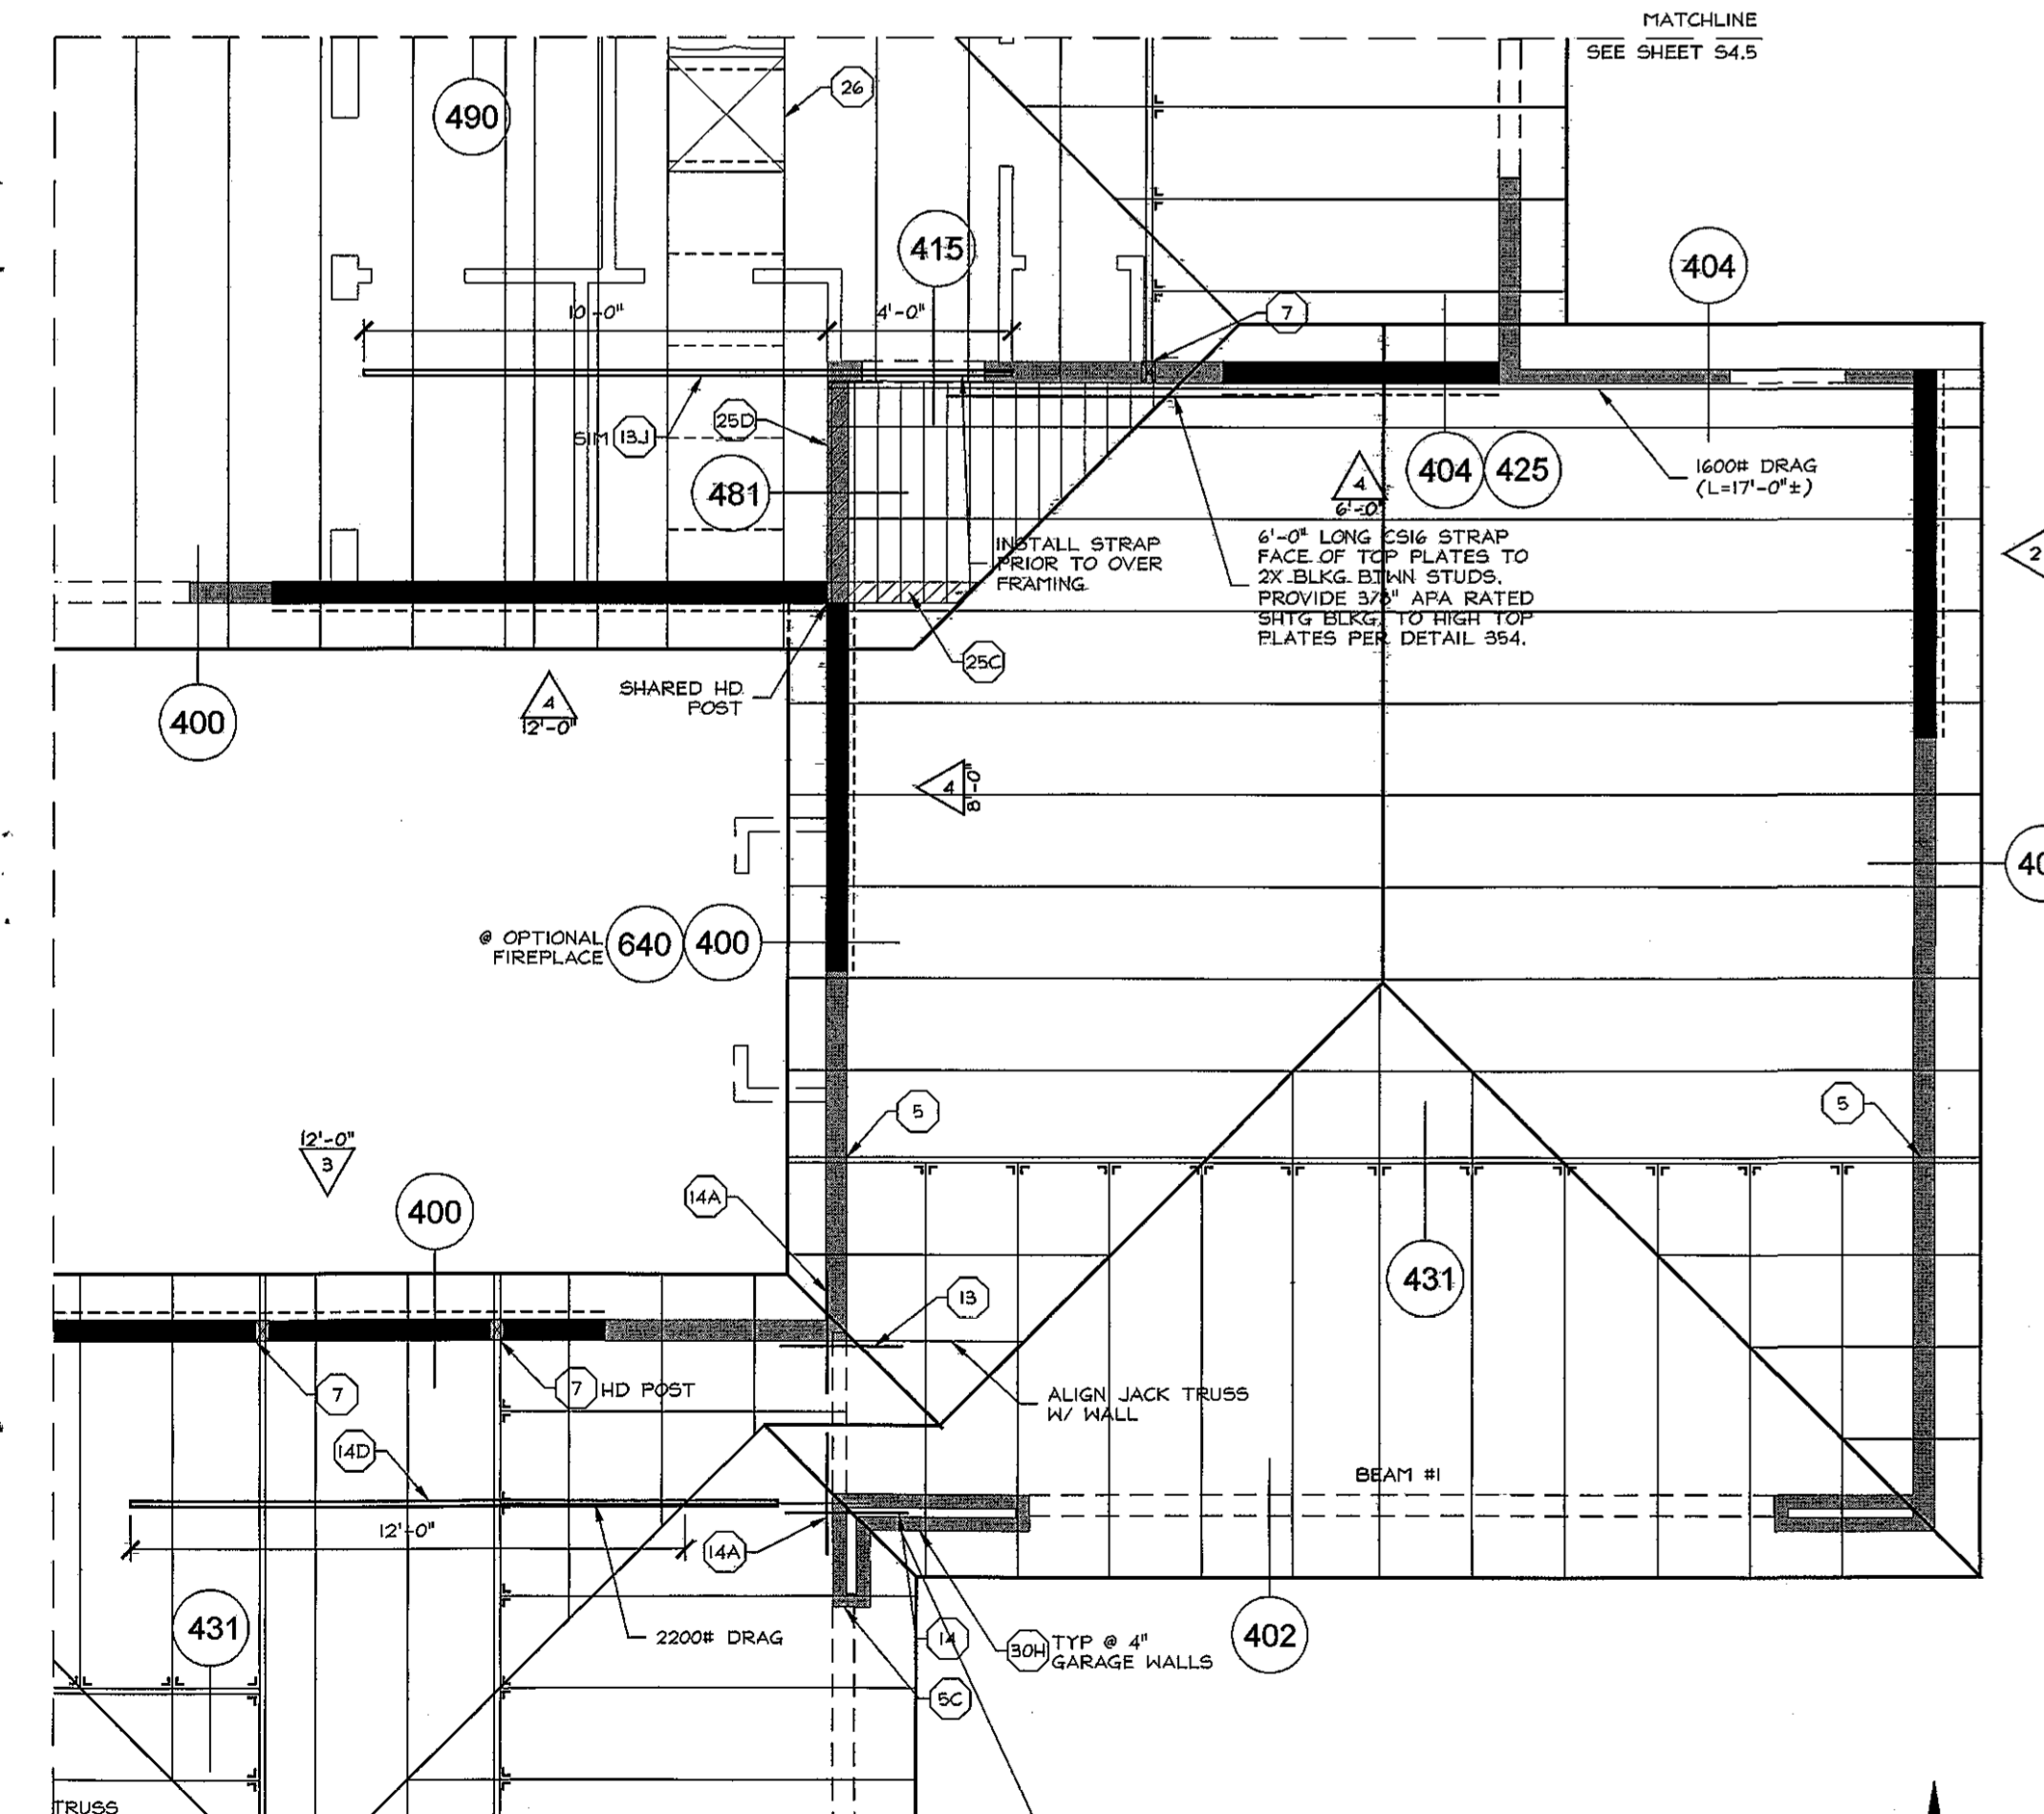 MATCHLINE
SEE SHEET S4.5
26
490
415
404
7
10'-0"
4'-0"
25D
SIM 13J
481
4
6'-0"
404 425
1600# DRAG
(L=17'-0"±)
INSTALL STRAP
PRIOR TO OVER
FRAMING
6'-0" LONG CS16 STRAP
FACE OF TOP PLATES TO
2X BLKG BTWN STUDS.
PROVIDE 3/8" APA RATED
SHTG BLKG. TO HIGH TOP
PLATES PER DETAIL 354.
2
25C
SHARED HD
POST
400
4
12'-0"
4
8'-0"
40
@ OPTIONAL
FIREPLACE
640 400
5
5
12'-0"
3
14A
400
13
431
7
7 HD POST
ALIGN JACK TRUSS
W/ WALL
14D
BEAM #1
12'-0"
14A
431
2200# DRAG
14
30H TYP @ 4"
GARAGE WALLS
402
5C
TRUSS